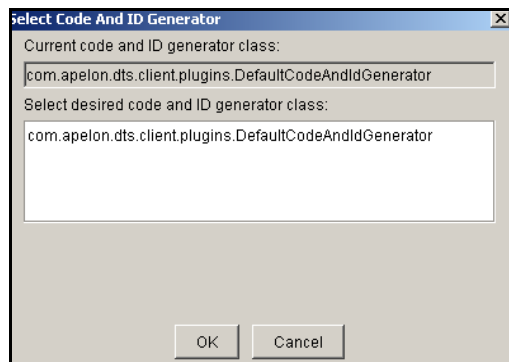 Select Code And ID Generator
Current code and ID generator class:
com.apelon.dts.client.plugins.DefaultCodeAndIdGenerator
Select desired code and ID generator class:
com.apelon.dts.client.plugins.DefaultCodeAndIdGenerator
OK Cancel